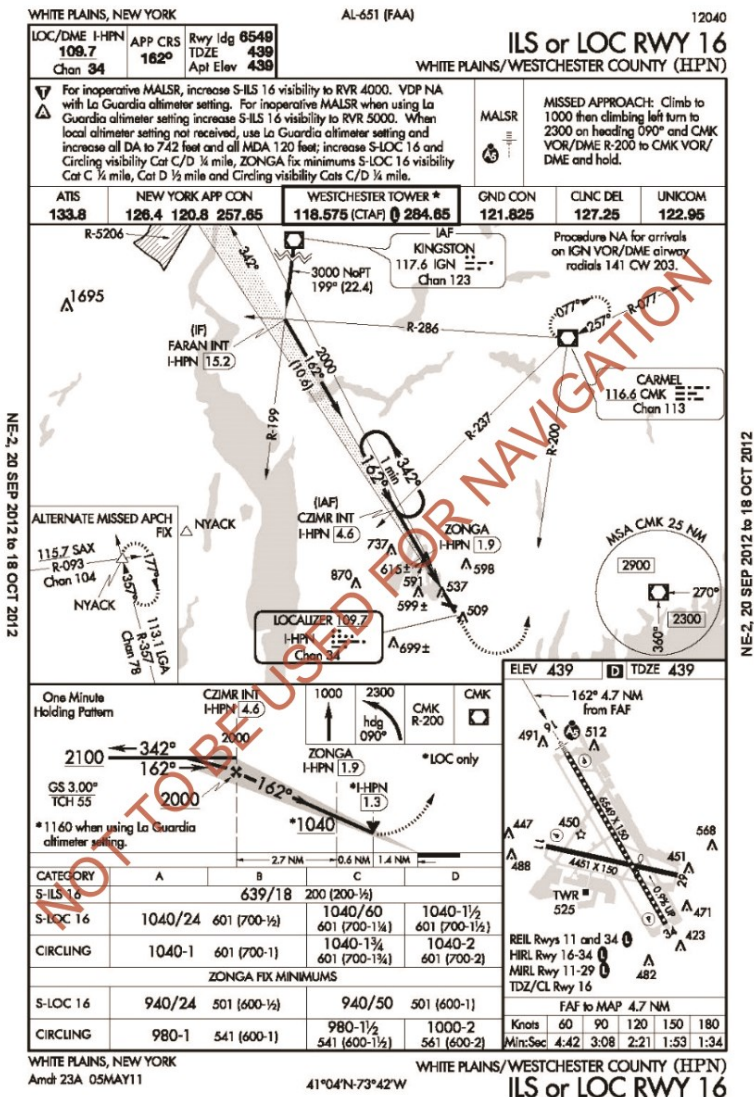 WHITE PLAINS, NEW YORK
AL-651 (FAA)
12040
LOC/DME I-HPN
109.7
Chan 34
APP CRS
162°
Rwy ldg 6549
TDZE 439
Apt Elev 439
ILS or LOC RWY 16
WHITE PLAINS/WESTCHESTER COUNTY (HPN)
T
A
For inoperative MALSR, increase S-ILS 16 visibility to RVR 4000. VDP NA
with La Guardia altimeter setting. For inoperative MALSR when using La
Guardia altimeter setting increase S-ILS 16 visibility to RVR 5000. When
local altimeter setting not received, use La Guardia altimeter setting and
increase all DA to 742 feet and all MDA 120 feet; increase S-LOC 16 and
Circling visibility Cat C/D ¼ mile, ZONGA fix minimums S-LOC 16 visibility
Cat C ¼ mile, Cat D ½ mile and Circling visibility Cats C/D ¼ mile.
MALSR
A5
MISSED APPROACH: Climb to
1000 then climbing left turn to
2300 on heading 090° and CMK
VOR/DME R-200 to CMK VOR/
DME and hold.
ATIS
133.8
NEW YORK APP CON
126.4 120.8 257.65
WESTCHESTER TOWER *
118.575 (CTAF) L 284.65
GND CON
121.825
CLNC DEL
127.25
UNICOM
122.95
R-5206
342°
IAF
KINGSTON
117.6 IGN
Chan 123
Procedure NA for arrivals
on IGN VOR/DME airway
radials 141 CW 203.
3000 NoPT
199° (22.4)
1695
077°
257°
R-077
R-286
(IF)
FARAN INT
I-HPN 15.2
2000
162°
(10.6)
CARMEL
116.6 CMK
Chan 113
R-199
R-237
R-200
342°
1 min
162°
(IAF)
CZIMR INT
I-HPN 4.6
ZONGA
I-HPN 1.9
ALTERNATE MISSED APCH
FIX
NYACK
115.7 SAX
R-093
Chan 104
177°
357°
NYACK
113.1 LGA
R-357
Chan 78
737
615±
591
598
870
599±
537
509
699±
LOCALIZER 109.7
I-HPN
Chan 34
MSA CMK 25 NM
2900
270°
2300
360°
NE-2, 20 SEP 2012 to 18 OCT 2012
NE-2, 20 SEP 2012 to 18 OCT 2012
NOT TO BE USED FOR NAVIGATION
One Minute
Holding Pattern
CZIMR INT
I-HPN 4.6
2000
1000
2300
hdg
090°
CMK
R-200
CMK
2100
342°
162°
ZONGA
I-HPN 1.9
*LOC only
GS 3.00°
TCH 55
2000
162°
*I-HPN
1.3
*1040
*1160 when using La Guardia
altimeter setting.
2.7 NM
0.6 NM
1.4 NM
ELEV 439
D
TDZE 439
162° 4.7 NM
from FAF
491
16
A5
512
6549 X 150
447
450
568
11
488
4451 X 150
451
29
TWR
525
0.9% UP
471
34
423
482
REIL Rwys 11 and 34 L
HIRL Rwy 16-34 L
MIRL Rwy 11-29 L
TDZ/CL Rwy 16
FAF to MAP 4.7 NM
Knots 60 90 120 150 180
Min:Sec 4:42 3:08 2:21 1:53 1:34
CATEGORY A B C D
S-ILS 16 639/18 200 (200-½)
S-LOC 16 1040/24 601 (700-½) 1040/60 601 (700-1¼) 1040-1½ 601 (700-1½)
CIRCLING 1040-1 601 (700-1) 1040-1¾ 601 (700-1¾) 1040-2 601 (700-2)
ZONGA FIX MINIMUMS
S-LOC 16 940/24 501 (600-½) 940/50 501 (600-1)
CIRCLING 980-1 541 (600-1) 980-1½ 541 (600-1½) 1000-2 561 (600-2)
WHITE PLAINS, NEW YORK
Amdt 23A 05MAY11
41°04'N-73°42'W
WHITE PLAINS/WESTCHESTER COUNTY (HPN)
ILS or LOC RWY 16